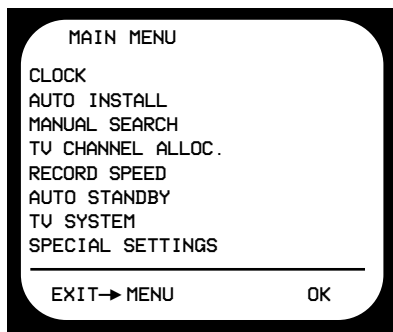 MAIN MENU
CLOCK
AUTO INSTALL
MANUAL SEARCH
TV CHANNEL ALLOC.
RECORD SPEED
AUTO STANDBY
TV SYSTEM
SPECIAL SETTINGS
EXIT→ MENU OK